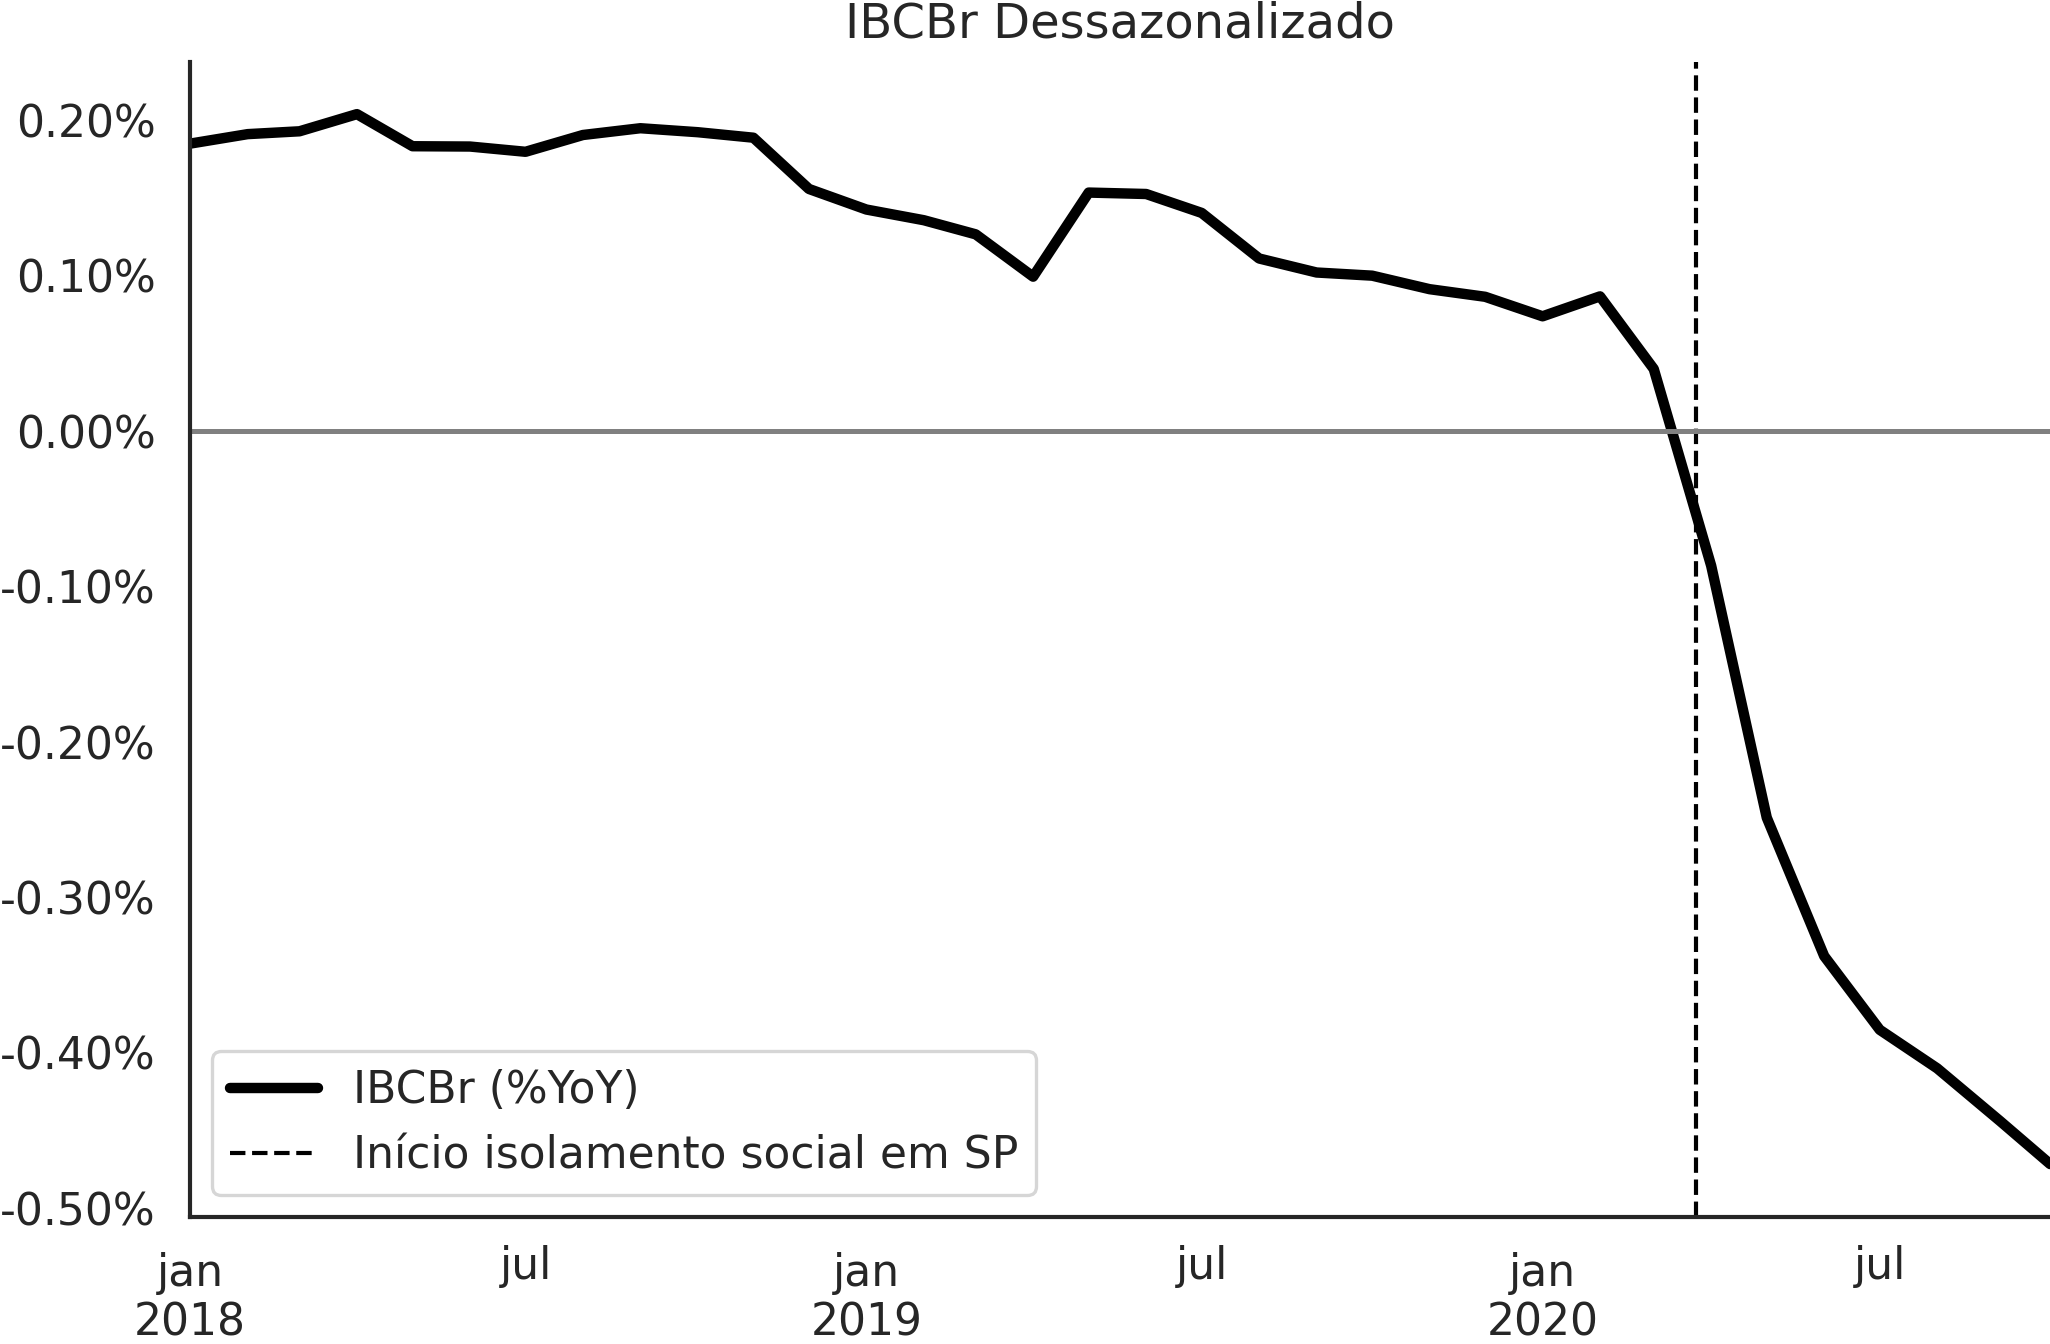 IBCBr Dessazonalizado
0.20%
0.10%
0.00%
-0.10%
-0.20%
-0.30%
-0.40%
-0.50%
IBCBr (%YoY)
Início isolamento social em SP
jan
2018
jul
jan
2019
jul
jan
2020
jul